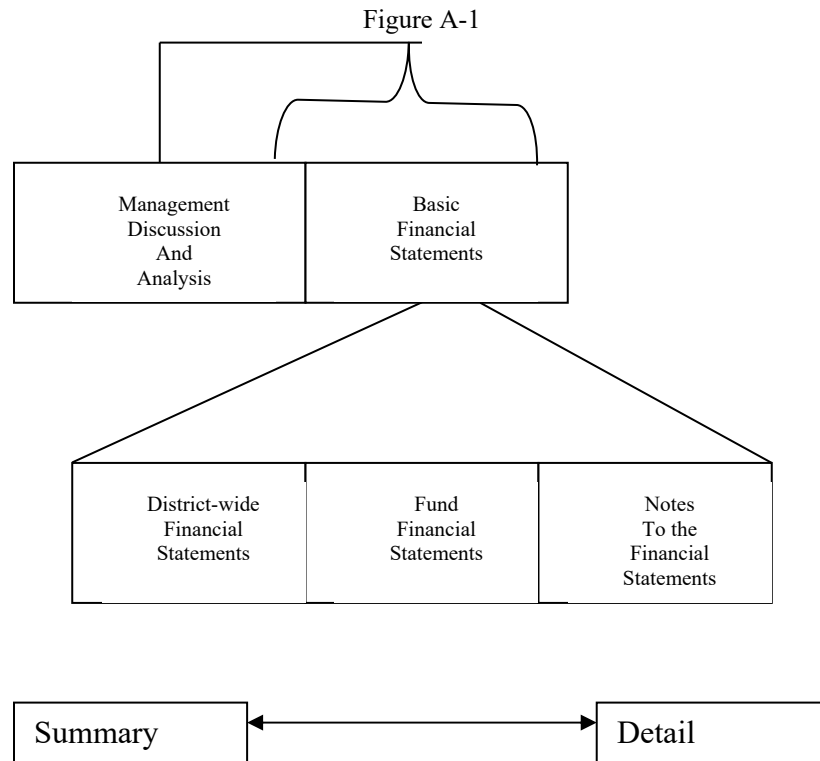 Figure A-1
Management
Discussion
And
Analysis
Basic
Financial
Statements
District-wide
Financial
Statements
Fund
Financial
Statements
Notes
To the
Financial
Statements
Summary
Detail